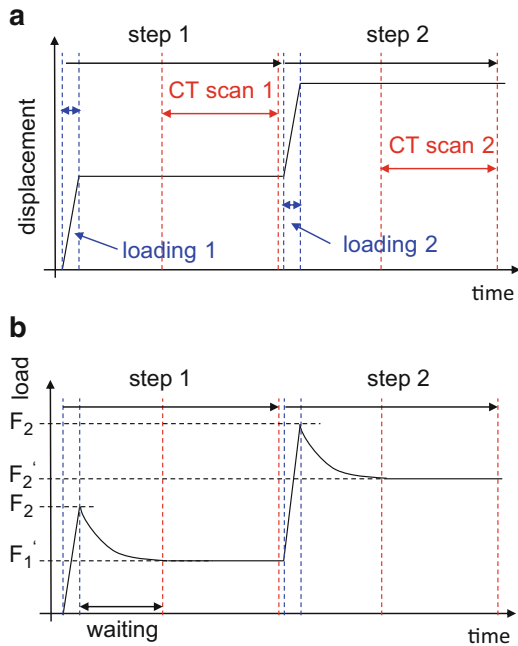 a
step 1
step 2
CT scan 1
CT scan 2
displacement
loading 1
loading 2
time
b
load
step 1
step 2
F₂
F₂'
F₂
F₁'
waiting
time